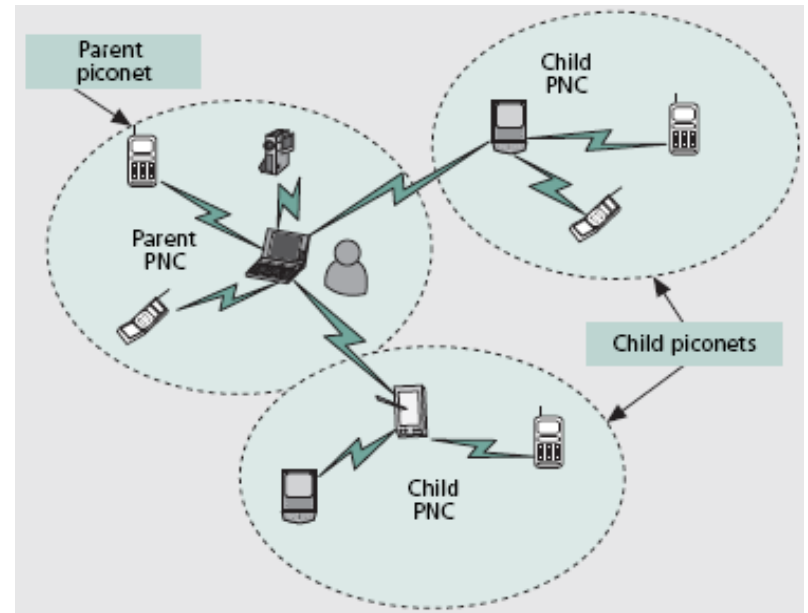 Parent
piconet
Child
PNC
Parent
PNC
Child piconets
Child
PNC